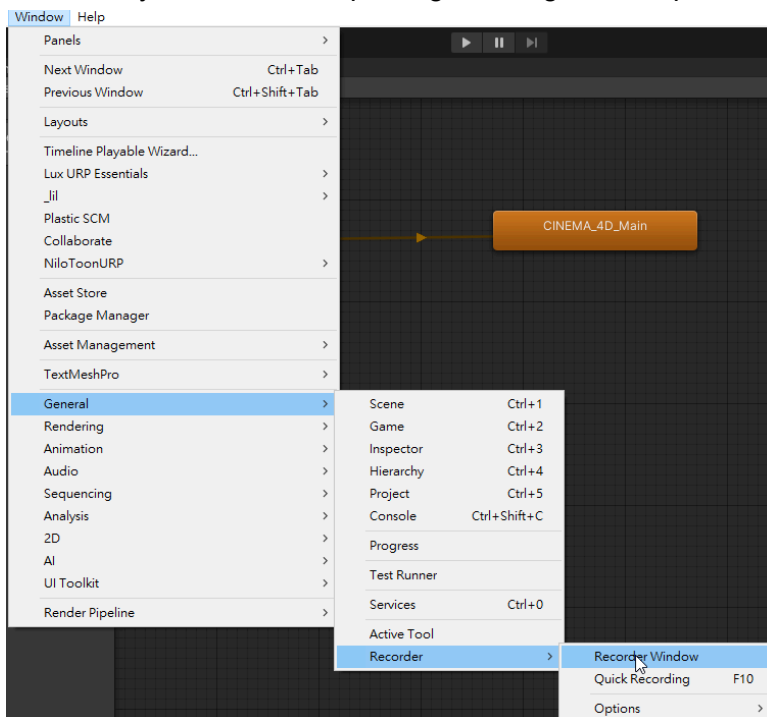 Window Help
Panels
Next Window Ctrl+Tab
Previous Window Ctrl+Shift+Tab
Layouts
Timeline Playable Wizard...
Lux URP Essentials
_lil
Plastic SCM
Collaborate
NiloToonURP
Asset Store
Package Manager
Asset Management
TextMeshPro
General
Rendering
Animation
Audio
Sequencing
Analysis
2D
AI
UI Toolkit
Render Pipeline
CINEMA_4D_Main
Scene Ctrl+1
Game Ctrl+2
Inspector Ctrl+3
Hierarchy Ctrl+4
Project Ctrl+5
Console Ctrl+Shift+C
Progress
Test Runner
Services Ctrl+0
Active Tool
Recorder
Recorder Window
Quick Recording F10
Options